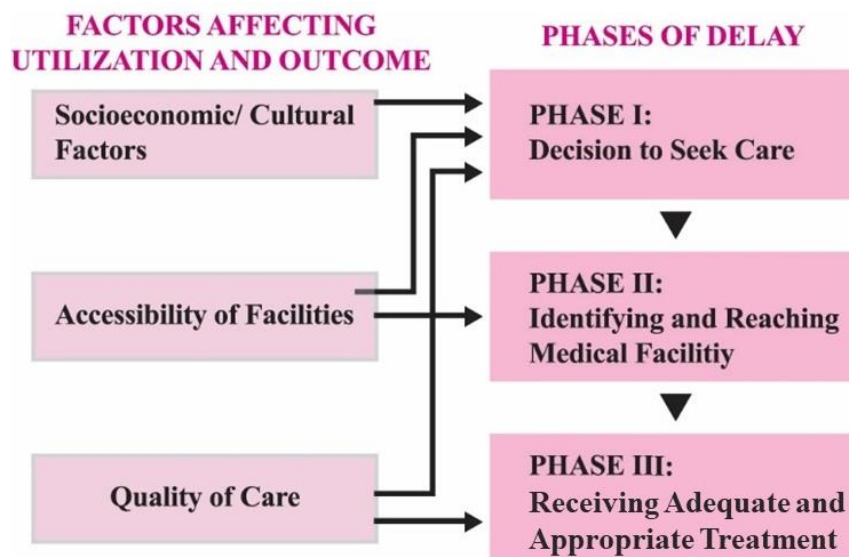 FACTORS AFFECTING
UTILIZATION AND OUTCOME
Socioeconomic/ Cultural
Factors
Accessibility of Facilities
Quality of Care
PHASES OF DELAY
PHASE I:
Decision to Seek Care
PHASE II:
Identifying and Reaching
Medical Facilitiy
PHASE III:
Receiving Adequate and
Appropriate Treatment